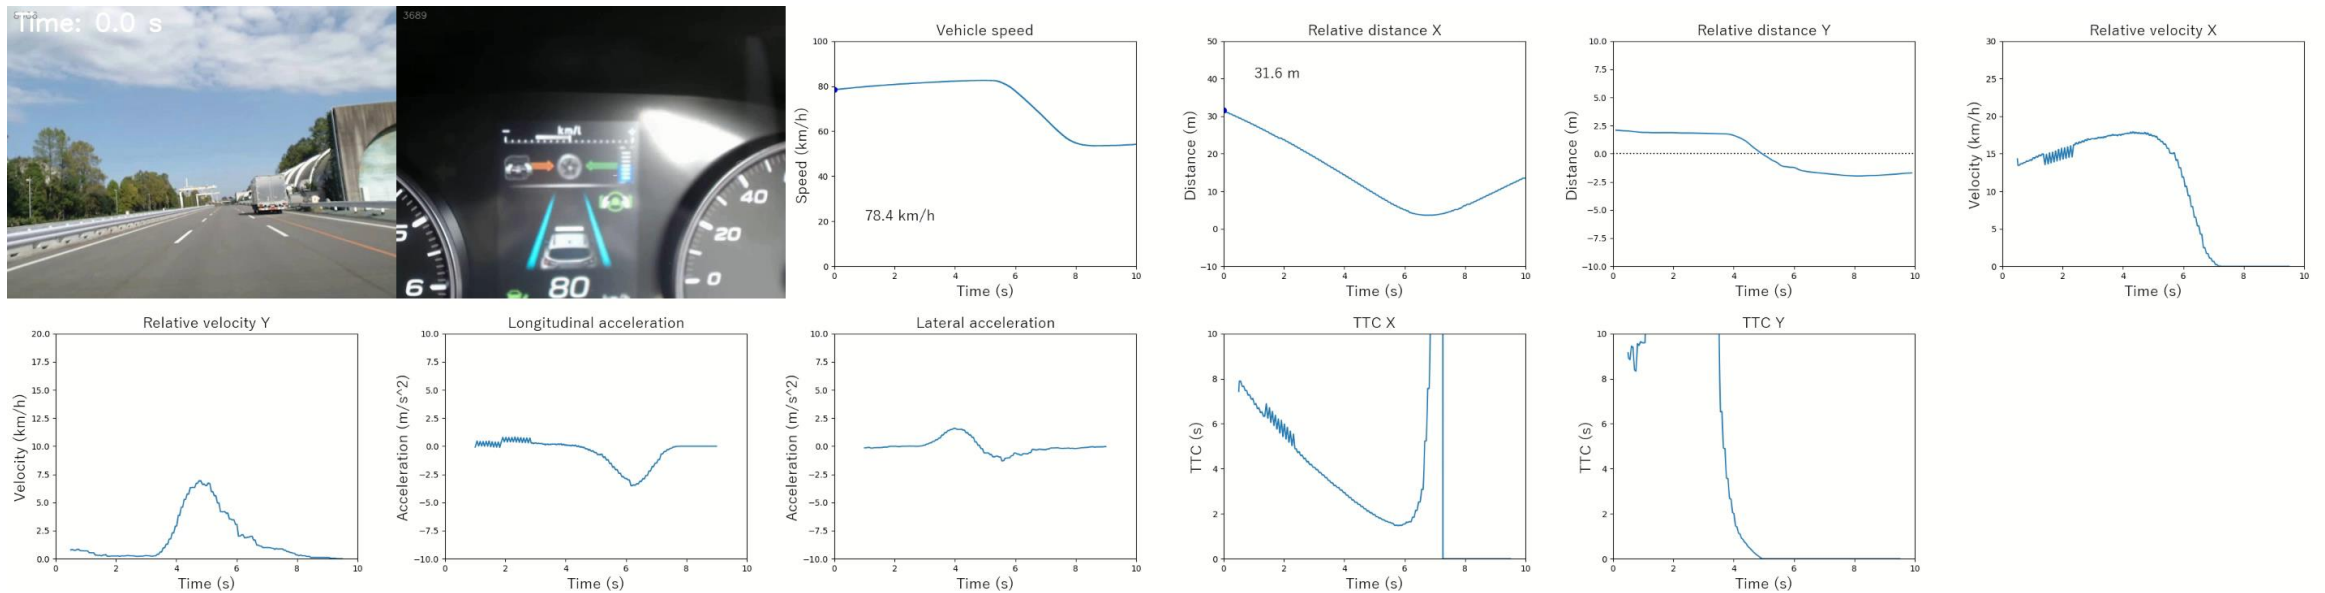 Time: 0.0 s
3689
km/l
80
5
6
40
20
0
Vehicle speed
100
80
60
40
20
0
Speed (km/h)
78.4 km/h
0 2 4 6 8 10
Time (s)
Relative distance X
50
40
30
20
10
0
−10
Distance (m)
31.6 m
0 2 4 6 8 10
Time (s)
Relative distance Y
10.0
7.5
5.0
2.5
0.0
−2.5
−5.0
−7.5
−10.0
Distance (m)
0 2 4 6 8 10
Time (s)
Relative velocity X
30
25
20
15
10
5
0
Velocity (km/h)
0 2 4 6 8 10
Time (s)
Relative velocity Y
20.0
17.5
15.0
12.5
10.0
7.5
5.0
2.5
0.0
Velocity (km/h)
0 2 4 6 8 10
Time (s)
Longitudinal acceleration
10.0
7.5
5.0
2.5
0.0
−2.5
−5.0
−7.5
−10.0
Acceleration (m/s^2)
0 2 4 6 8 10
Time (s)
Lateral acceleration
10.0
7.5
5.0
2.5
0.0
−2.5
−5.0
−7.5
−10.0
Acceleration (m/s^2)
0 2 4 6 8 10
Time (s)
TTC X
10
8
6
4
2
0
TTC (s)
0 2 4 6 8 10
Time (s)
TTC Y
10
8
6
4
2
0
TTC (s)
0 2 4 6 8 10
Time (s)